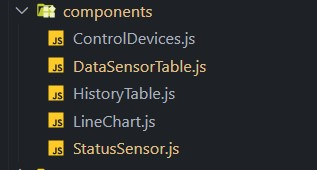 components
JS ControlDevices.js
JS DataSensorTable.js
JS HistoryTable.js
JS LineChart.js
JS StatusSensor.js